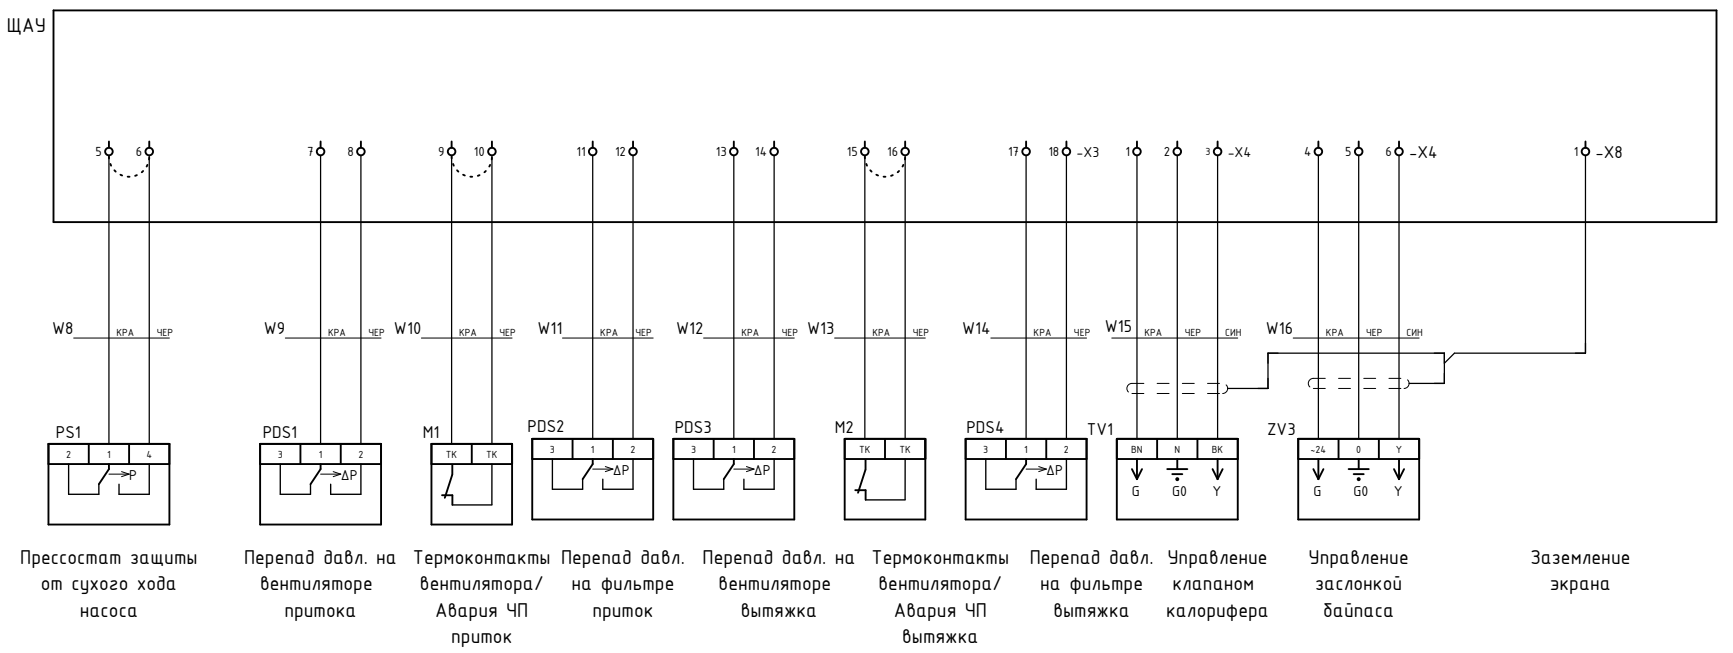 ЩАУ
5 6 7 8 9 10 11 12 13 14 15 16 17 18 -X3 1 2 3 -X4 4 5 6 -X4 1 -X8
W8 КРА ЧЕР W9 КРА ЧЕР W10 КРА ЧЕР W11 КРА ЧЕР W12 КРА ЧЕР W13 КРА ЧЕР W14 КРА ЧЕР W15 КРА ЧЕР СИН W16 КРА ЧЕР СИН
PS1 PDS1 M1 PDS2 PDS3 M2 PDS4 TV1 ZV3
2 1 4 3 1 2 ТК ТК 3 1 2 3 1 2 ТК ТК 3 1 2 BN N BK ~24 0 Y
P ΔP ΔP ΔP ΔP G G0 Y G G0 Y
Прессостат защиты
от сухого хода
насоса
Перепад давл. на
вентиляторе
притока
Термоконтакты
вентилятора/
Авария ЧП
приток
Перепад давл.
на фильтре
приток
Перепад давл. на
вентиляторе
вытяжка
Термоконтакты
вентилятора/
Авария ЧП
вытяжка
Перепад давл.
на фильтре
вытяжка
Управление
клапаном
калорифера
Управление
заслонкой
байпаса
Заземление
экрана